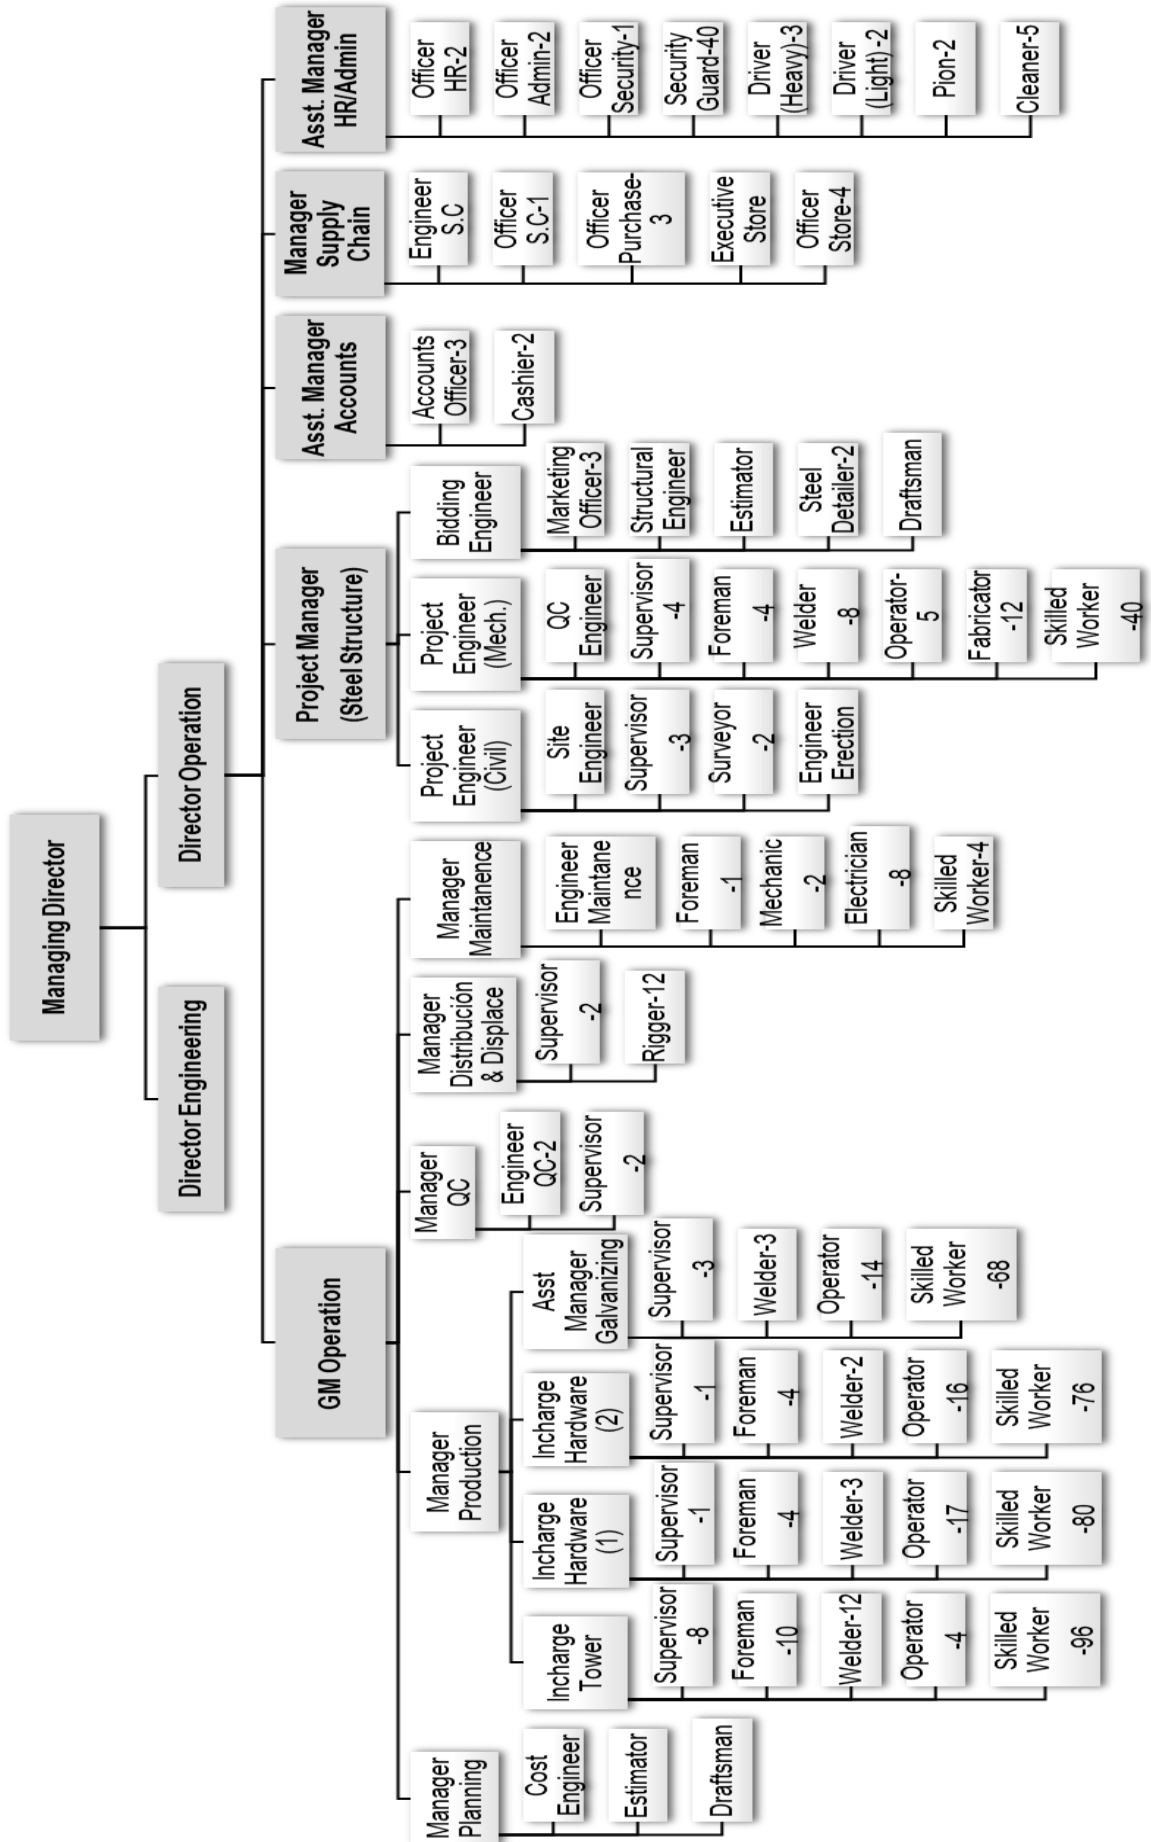 Managing Director
Director Engineering
Director Operation
GM Operation
Project Manager
(Steel Structure)
Asst. Manager
Accounts
Manager
Supply
Chain
Asst. Manager
HR/Admin
Manager
Planning
Cost
Engineer
Estimator
Draftsman
Manager
Production
Incharge
Tower
Supervisor
-8
Foreman
-10
Welder-12
Operator
-4
Skilled
Worker
-96
Incharge
Hardware
(1)
Supervisor
-1
Foreman
-4
Welder-3
Operator
-17
Skilled
Worker
-80
Incharge
Hardware
(2)
Supervisor
-1
Foreman
-4
Welder-2
Operator
-16
Skilled
Worker
-76
Asst
Manager
Galvanizing
Supervisor
-3
Welder-3
Operator
-14
Skilled
Worker
-68
Manager
QC
Engineer
QC-2
Supervisor
-2
Manager
Distribución
& Displace
Supervisor
-2
Rigger-12
Manager
Maintanence
Engineer
Maintane
nce
Foreman
-1
Mechanic
-2
Electrician
-8
Skilled
Worker-4
Project
Engineer
(Civil)
Site
Engineer
Supervisor
-3
Surveyor
-2
Engineer
Erection
Project
Engineer
(Mech.)
QC
Engineer
Supervisor
-4
Foreman
-4
Welder
-8
Operator-
5
Fabricator
-12
Skilled
Worker
-40
Bidding
Engineer
Marketing
Officer-3
Structural
Engineer
Estimator
Steel
Detailer-2
Draftsman
Accounts
Officer-3
Cashier-2
Engineer
S.C
Officer
S.C-1
Officer
Purchase-
3
Executive
Store
Officer
Store-4
Officer
HR-2
Officer
Admin-2
Officer
Security-1
Security
Guard-40
Driver
(Heavy)-3
Driver
(Light) -2
Pion-2
Cleaner-5